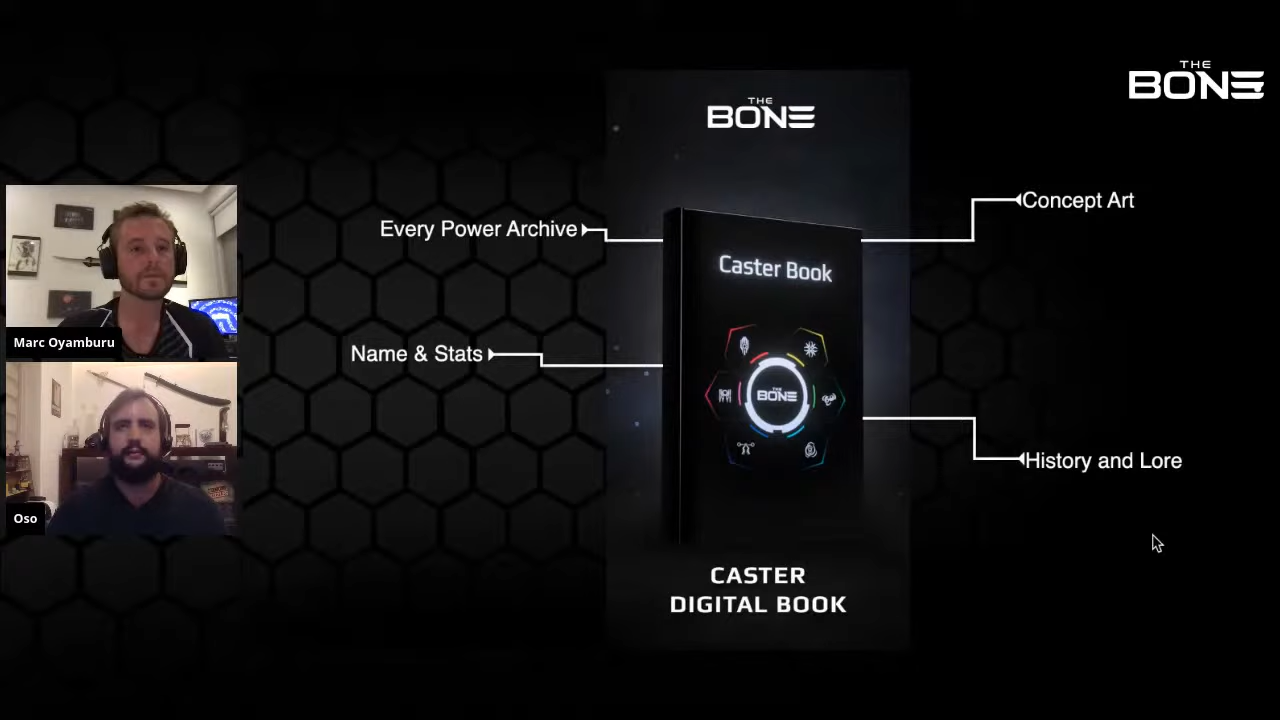 THE
BONE
THE
BONE
Concept Art
Every Power Archive
Caster Book
Marc Oyamburu
Name & Stats
THE
BONE
History and Lore
Oso
CASTER
DIGITAL BOOK